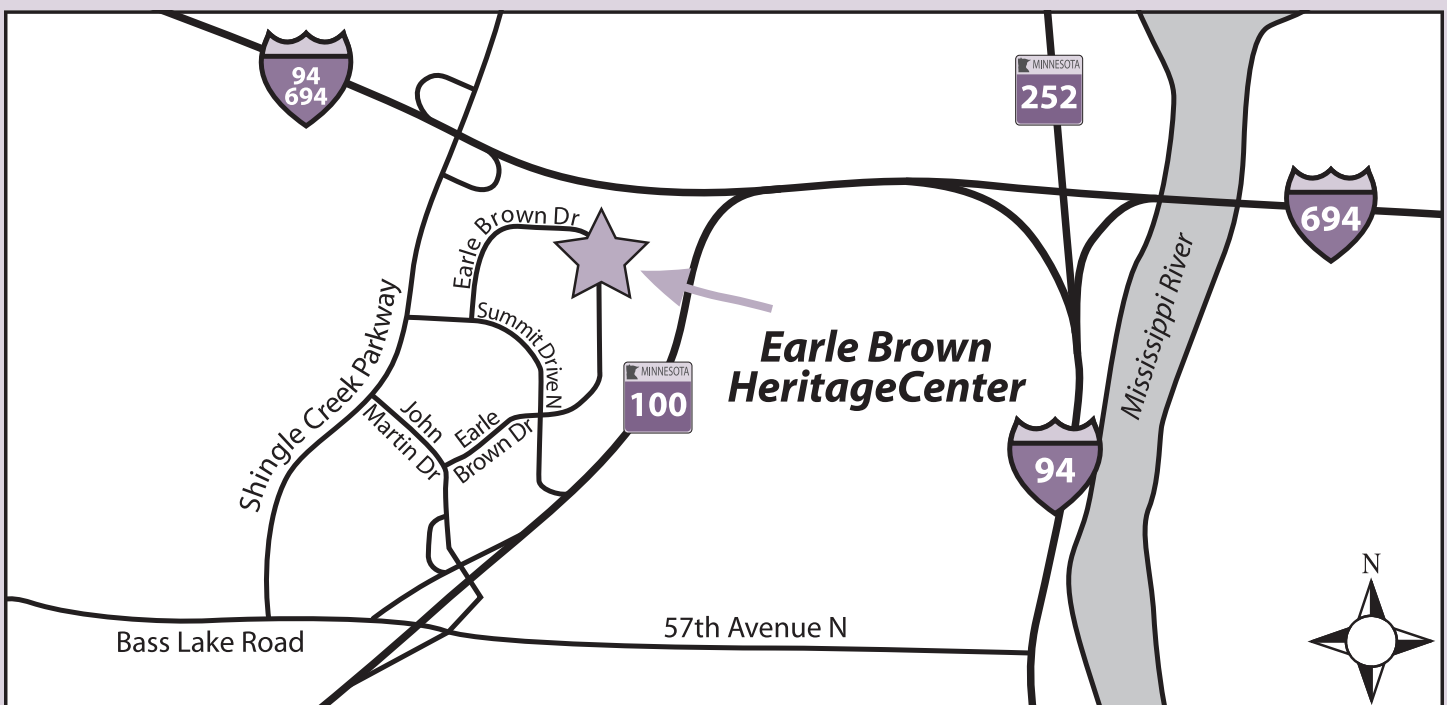 94
694
MINNESOTA
252
694
Earle Brown Dr
Mississippi River
Shingle Creek Parkway
Summit Drive N
Earle Brown
HeritageCenter
MINNESOTA
100
John
Martin Dr
Earle
Brown Dr
94
N
57th Avenue N
Bass Lake Road